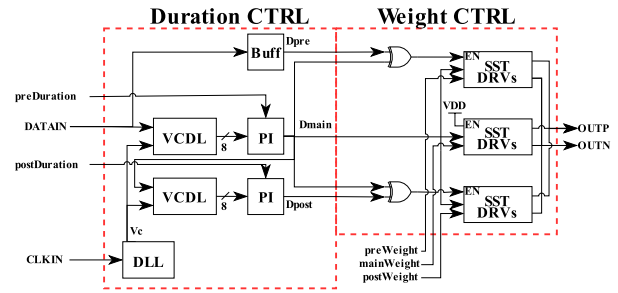 Duration CTRL
Weight CTRL
Buff
Dpre
EN
SST
DRVs
preDuration
VDD
DATAIN
VCDL
8
PI
Dmain
EN
SST
DRVs
OUTP
OUTN
postDuration
VCDL
8
PI
Dpost
EN
SST
DRVs
Vc
CLKIN
DLL
preWeight
mainWeight
postWeight